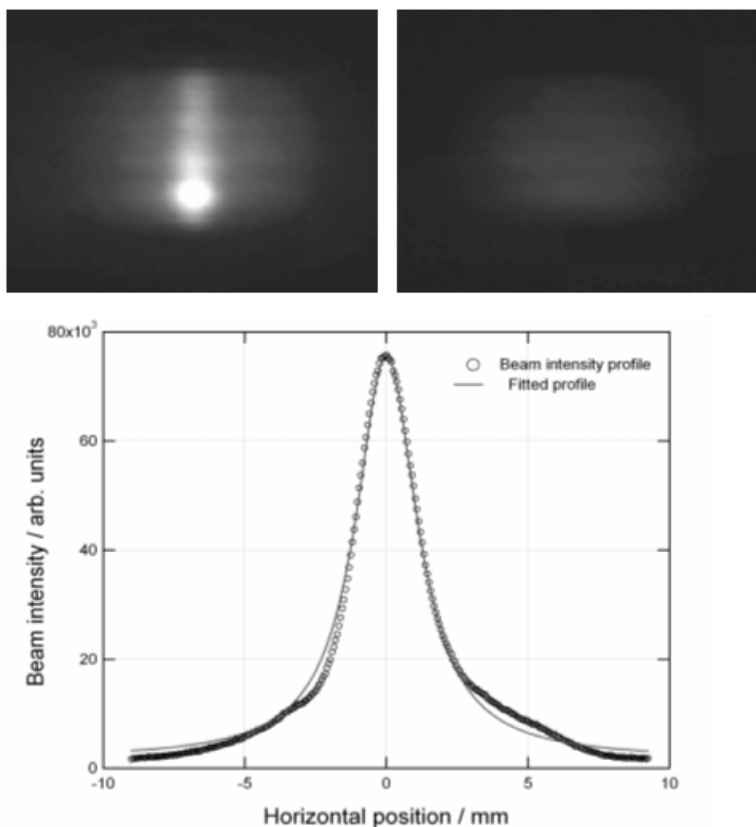 80x10³
Beam intensity profile
Fitted profile
60
40
20
0
Beam intensity / arb. units
-10
-5
0
5
10
Horizontal position / mm